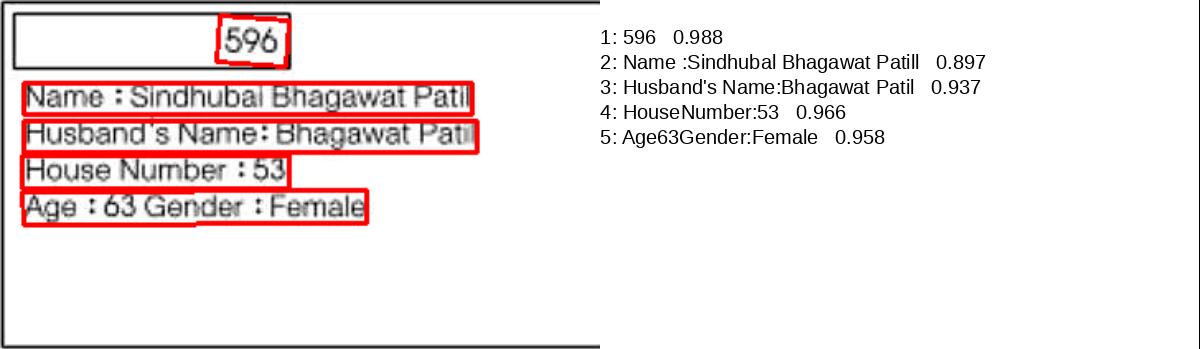 596
1: 596 0.988
Name : Sindhubai Bhagawat Patil
2: Name :Sindhubal Bhagawat Patill 0.897
Husband's Name: Bhagawat Patil
3: Husband's Name:Bhagawat Patil 0.937
House Number : 53
4: HouseNumber:53 0.966
Age : 63 Gender : Female
5: Age63Gender:Female 0.958